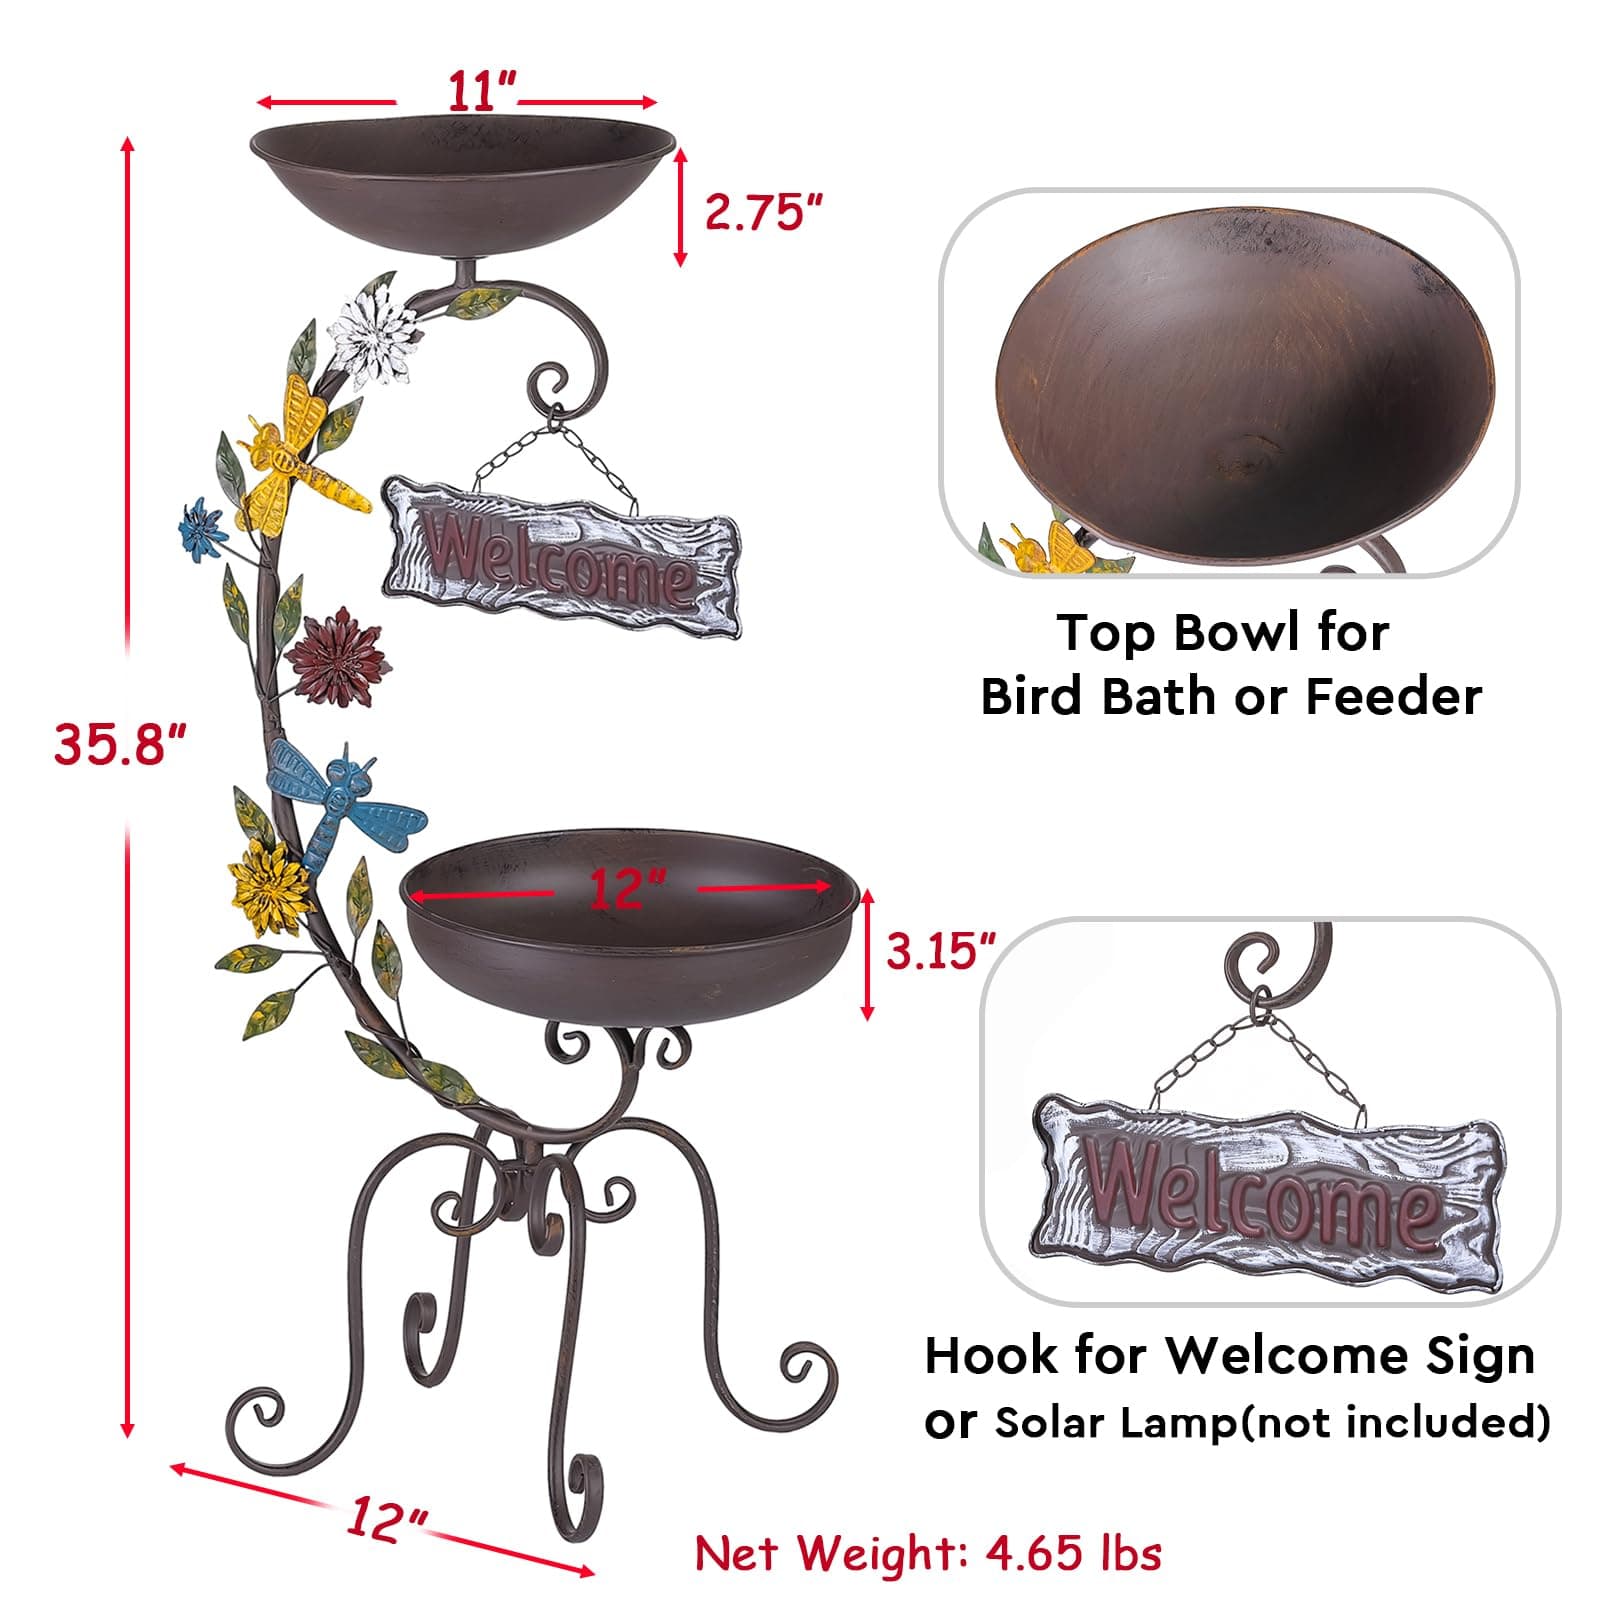 11"
2.75"
Welcome
35.8"
12"
3.15"
12"
Net Weight: 4.65 lbs
Top Bowl for
Bird Bath or Feeder
Welcome
Hook for Welcome Sign
or Solar Lamp(not included)